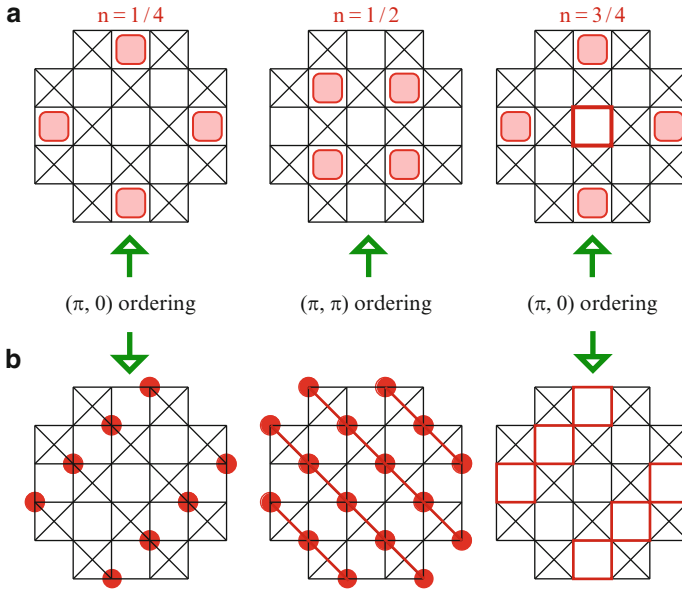 a
n = 1 / 4
n = 1 / 2
n = 3 / 4
(π, 0) ordering
(π, π) ordering
(π, 0) ordering
b